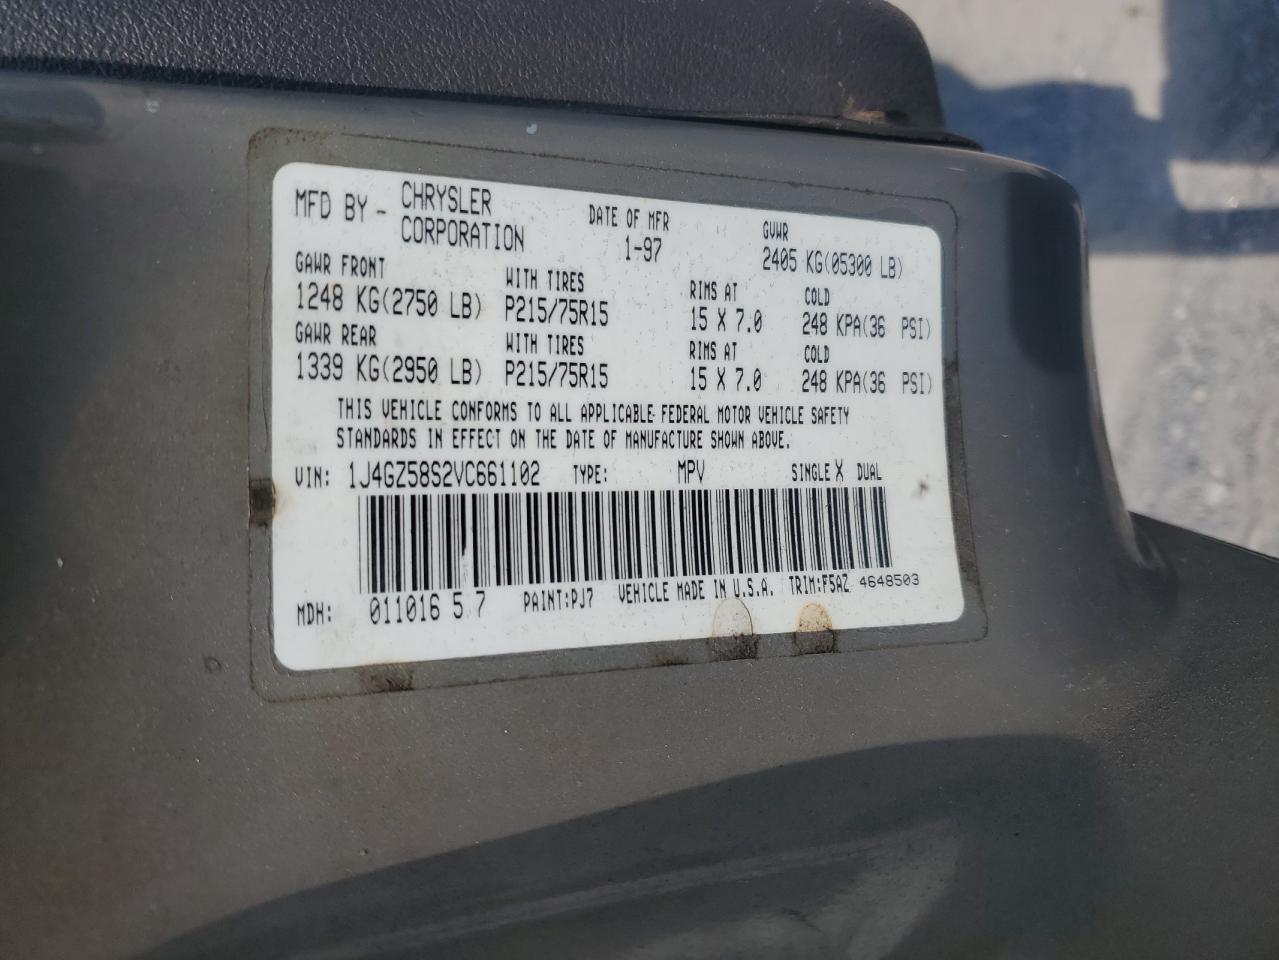 MFD BY - CHRYSLER CORPORATION DATE OF MFR 1-97 GVWR 2405 KG(05300 LB)
GAWR FRONT WITH TIRES RIMS AT COLD
1248 KG(2750 LB) P215/75R15 15 X 7.0 248 KPA(36 PSI)
GAWR REAR WITH TIRES RIMS AT COLD
1339 KG(2950 LB) P215/75R15 15 X 7.0 248 KPA(36 PSI)
THIS VEHICLE CONFORMS TO ALL APPLICABLE FEDERAL MOTOR VEHICLE SAFETY
STANDARDS IN EFFECT ON THE DATE OF MANUFACTURE SHOWN ABOVE.
VIN: 1J4GZ58S2VC661102 TYPE: MPV SINGLE X DUAL
MDH: 011016 5 7 PAINT:PJ7 VEHICLE MADE IN U.S.A. TRIM:F5AZ 4648503